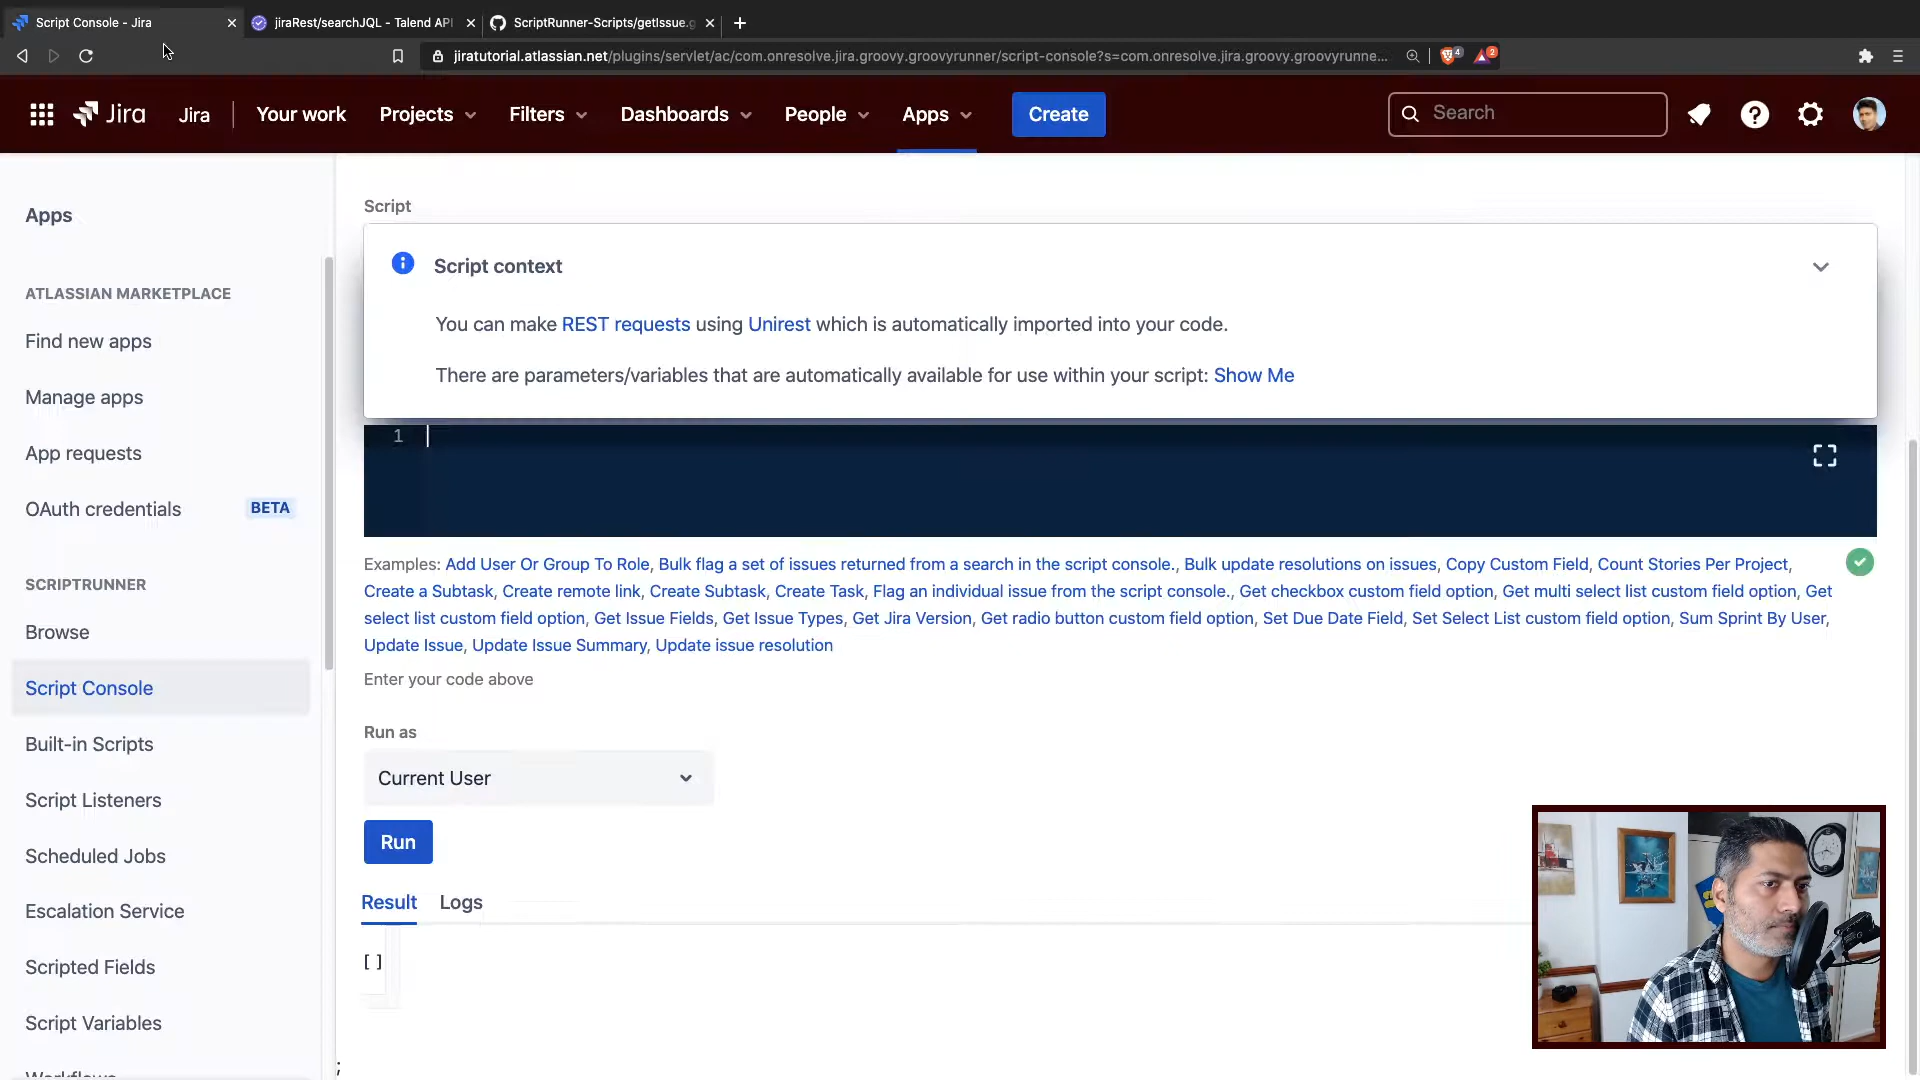 Script Console - Jira
jiraRest/searchJQL - Talend API
ScriptRunner-Scripts/getIssue.g
jiratutorial.atlassian.net/plugins/servlet/ac/com.onresolve.jira.groovy.groovyrunner/script-console?s=com.onresolve.jira.groovy.groovyrunne...
4
2
Jira
Jira
Your work
Projects
Filters
Dashboards
People
Apps
Create
Search
Apps
ATLASSIAN MARKETPLACE
Find new apps
Manage apps
App requests
OAuth credentials
BETA
SCRIPTRUNNER
Browse
Script Console
Built-in Scripts
Script Listeners
Scheduled Jobs
Escalation Service
Scripted Fields
Script Variables
Workflows
Script
Script context
You can make REST requests using Unirest which is automatically imported into your code.
There are parameters/variables that are automatically available for use within your script: Show Me
1
Examples: Add User Or Group To Role, Bulk flag a set of issues returned from a search in the script console., Bulk update resolutions on issues, Copy Custom Field, Count Stories Per Project,
Create a Subtask, Create remote link, Create Subtask, Create Task, Flag an individual issue from the script console., Get checkbox custom field option, Get multi select list custom field option, Get
select list custom field option, Get Issue Fields, Get Issue Types, Get Jira Version, Get radio button custom field option, Set Due Date Field, Set Select List custom field option, Sum Sprint By User,
Update Issue, Update Issue Summary, Update issue resolution
Enter your code above
Run as
Current User
Run
Result
Logs
[]
;